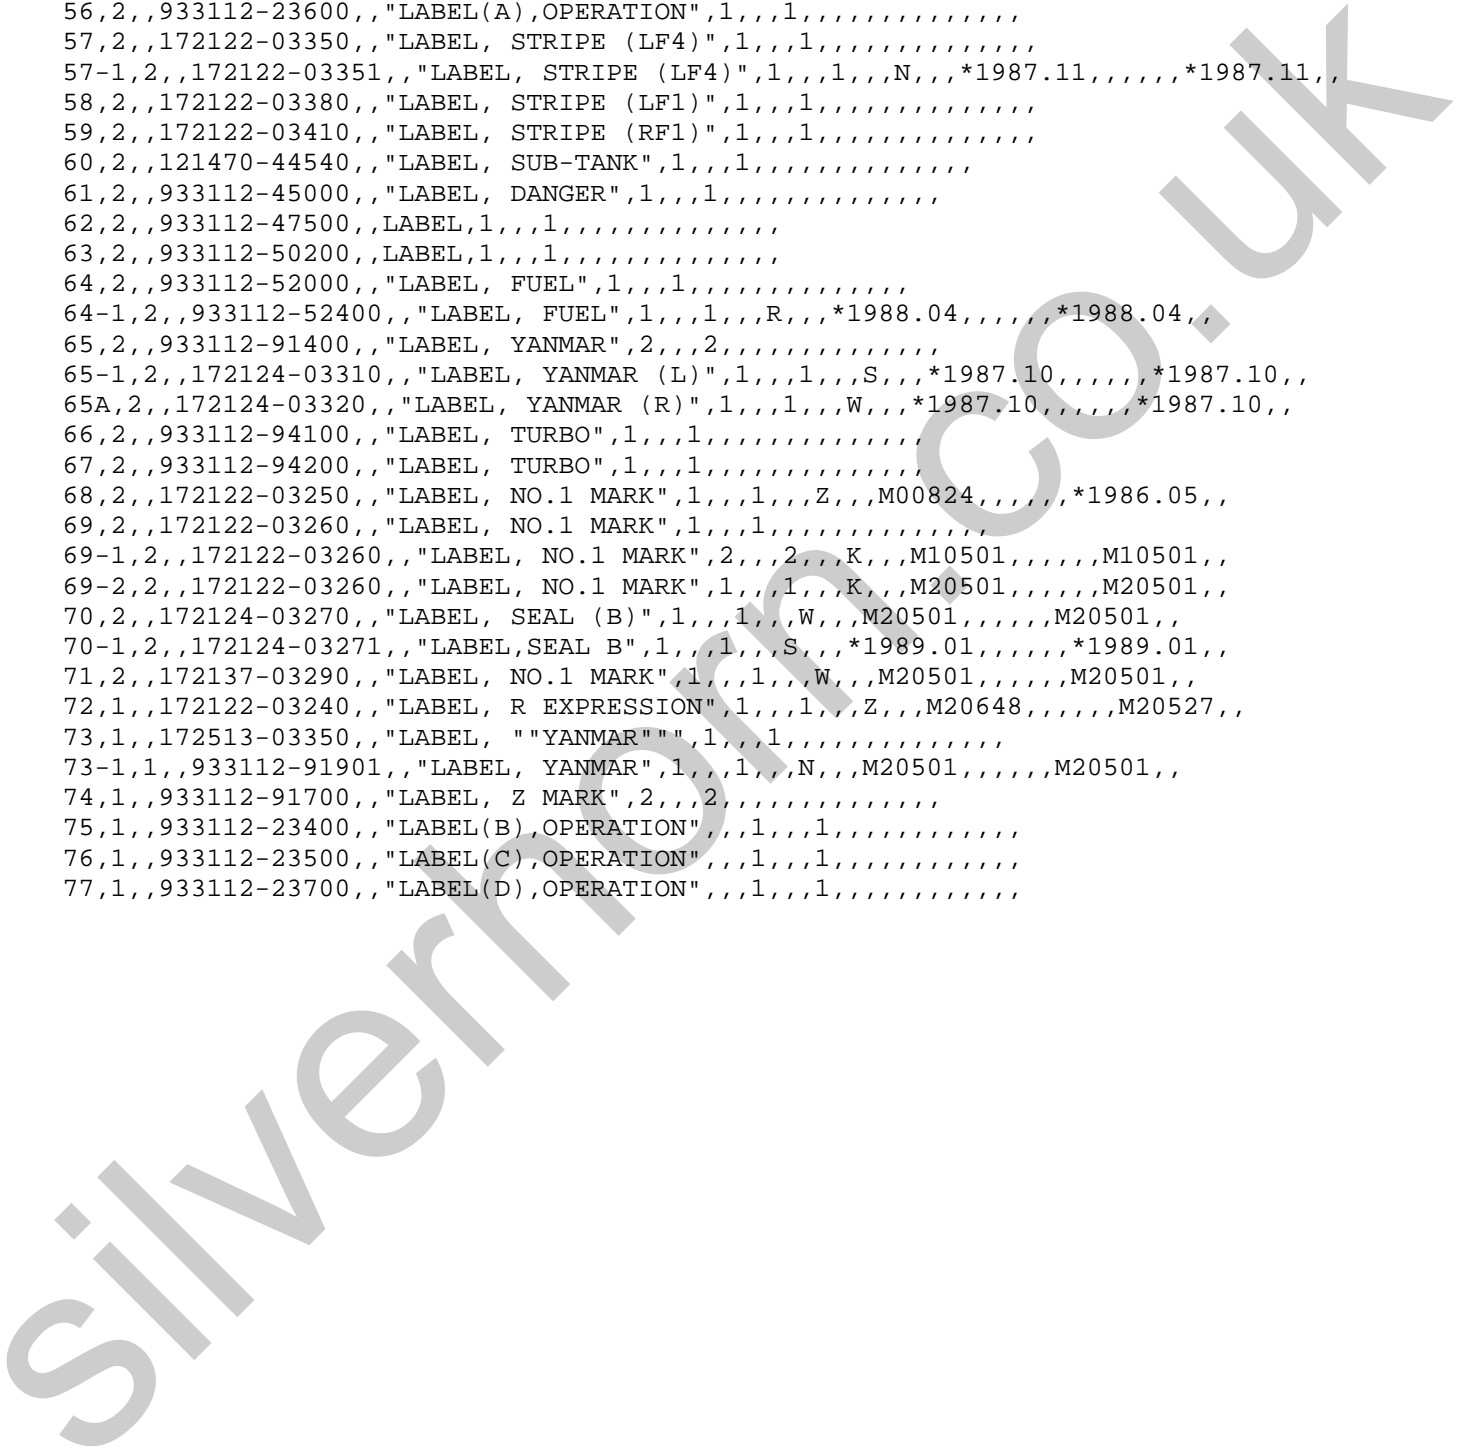 56,2,,933112-23600,,"LABEL(A),OPERATION",1,,,1,,,,,,,,,,,,,,
57,2,,172122-03350,,"LABEL, STRIPE (LF4)",1,,,1,,,,,,,,,,,,,,
57-1,2,,172122-03351,,"LABEL, STRIPE (LF4)",1,,,1,,,N,,,*1987.11,,,,,,*1987.11,,
58,2,,172122-03380,,"LABEL, STRIPE (LF1)",1,,,1,,,,,,,,,,,,,,
59,2,,172122-03410,,"LABEL, STRIPE (RF1)",1,,,1,,,,,,,,,,,,,,
60,2,,121470-44540,,"LABEL, SUB-TANK",1,,,1,,,,,,,,,,,,,,
61,2,,933112-45000,,"LABEL, DANGER",1,,,1,,,,,,,,,,,,,,
62,2,,933112-47500,,LABEL,1,,,1,,,,,,,,,,,,,,
63,2,,933112-50200,,LABEL,1,,,1,,,,,,,,,,,,,,
64,2,,933112-52000,,"LABEL, FUEL",1,,,1,,,,,,,,,,,,,,
64-1,2,,933112-52400,,"LABEL, FUEL",1,,,1,,,R,,,*1988.04,,,,,,*1988.04,,
65,2,,933112-91400,,"LABEL, YANMAR",2,,,2,,,,,,,,,,,,,,
65-1,2,,172124-03310,,"LABEL, YANMAR (L)",1,,,1,,,S,,,*1987.10,,,,,,*1987.10,,
65A,2,,172124-03320,,"LABEL, YANMAR (R)",1,,,1,,,W,,,*1987.10,,,,,,*1987.10,,
66,2,,933112-94100,,"LABEL, TURBO",1,,,1,,,,,,,,,,,,,,
67,2,,933112-94200,,"LABEL, TURBO",1,,,1,,,,,,,,,,,,,,
68,2,,172122-03250,,"LABEL, NO.1 MARK",1,,,1,,,Z,,,M00824,,,,,,*1986.05,,
69,2,,172122-03260,,"LABEL, NO.1 MARK",1,,,1,,,,,,,,,,,,,,
69-1,2,,172122-03260,,"LABEL, NO.1 MARK",2,,,2,,,K,,,M10501,,,,,,M10501,,
69-2,2,,172122-03260,,"LABEL, NO.1 MARK",1,,,1,,,K,,,M20501,,,,,,M20501,,
70,2,,172124-03270,,"LABEL, SEAL (B)",1,,,1,,,W,,,M20501,,,,,,M20501,,
70-1,2,,172124-03271,,"LABEL,SEAL B",1,,,1,,,S,,,*1989.01,,,,,,*1989.01,,
71,2,,172137-03290,,"LABEL, NO.1 MARK",1,,,1,,,W,,,M20501,,,,,,M20501,,
72,1,,172122-03240,,"LABEL, R EXPRESSION",1,,,1,,,Z,,,M20648,,,,,,M20527,,
73,1,,172513-03350,,"LABEL, ""YANMAR""",1,,,1,,,,,,,,,,,,,,
73-1,1,,933112-91901,,"LABEL, YANMAR",1,,,1,,,N,,,M20501,,,,,,M20501,,
74,1,,933112-91700,,"LABEL, Z MARK",2,,,2,,,,,,,,,,,,,,
75,1,,933112-23400,,"LABEL(B),OPERATION",,,1,,,1,,,,,,,,,,,,
76,1,,933112-23500,,"LABEL(C),OPERATION",,,1,,,1,,,,,,,,,,,,
77,1,,933112-23700,,"LABEL(D),OPERATION",,,1,,,1,,,,,,,,,,,,
silverhorn.co.uk